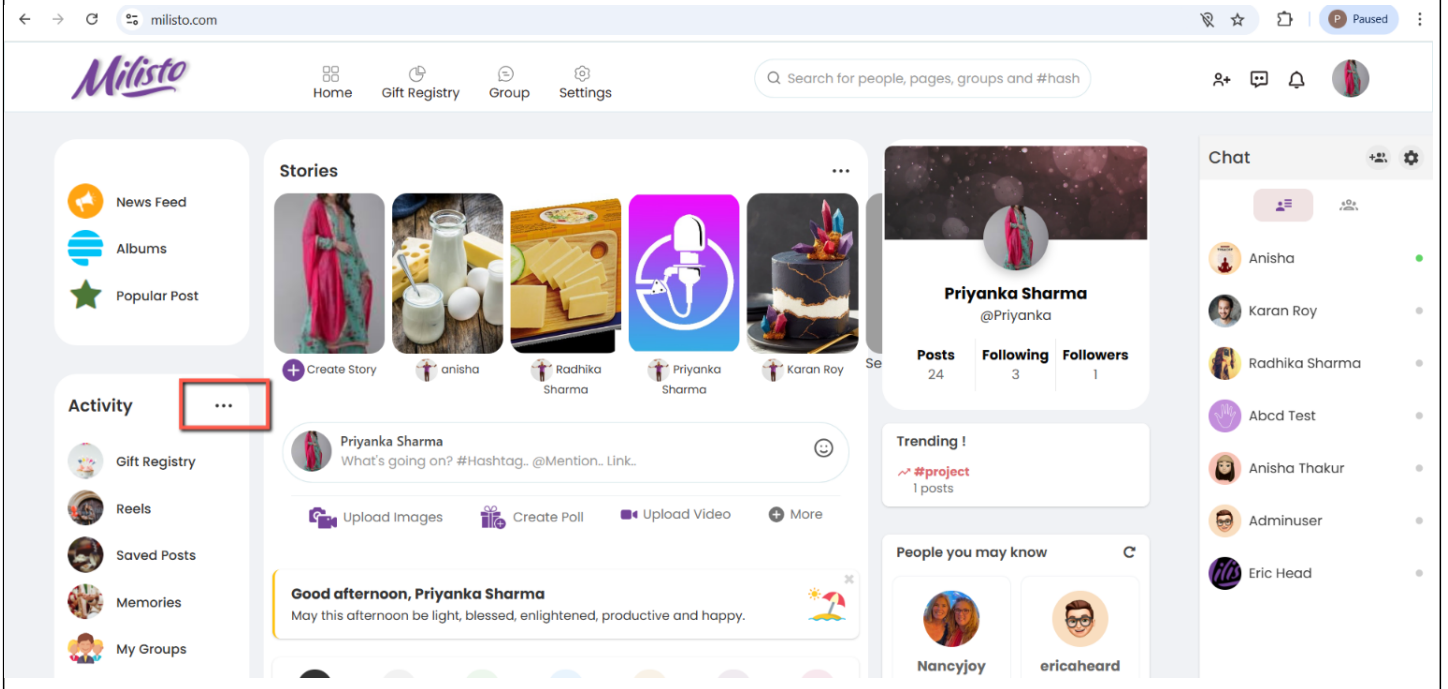 milisto.com
P
Paused
Milisto
Home
Gift Registry
Group
Settings
Search for people, pages, groups and #hash
News Feed
Albums
Popular Post
Activity
...
Gift Registry
Reels
Saved Posts
Memories
My Groups
Stories
...
Create Story
anisha
Radhika
Sharma
Priyanka
Sharma
Karan Roy
Se
Priyanka Sharma
What's going on? #Hashtag.. @Mention.. Link..
Upload Images
Create Poll
Upload Video
More
Good afternoon, Priyanka Sharma
May this afternoon be light, blessed, enlightened, productive and happy.
Priyanka Sharma
@Priyanka
Posts
24
Following
3
Followers
1
Trending !
#project
1 posts
People you may know
Nancyjoy
ericaheard
Chat
Anisha
Karan Roy
Radhika Sharma
Abcd Test
Anisha Thakur
Adminuser
Eric Head